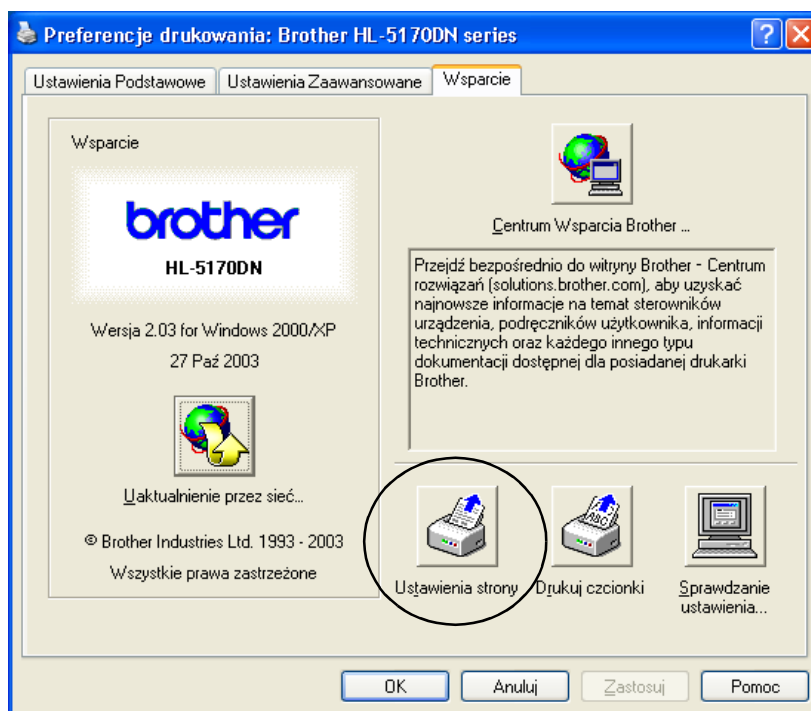 Preferencje drukowania: Brother HL-5170DN series
Ustawienia Podstawowe
Ustawienia Zaawansowane
Wsparcie
Wsparcie
brother
HL-5170DN
Wersja 2.03 for Windows 2000/XP
27 Paź 2003
Uaktualnienie przez sieć...
© Brother Industries Ltd. 1993 - 2003
Wszystkie prawa zastrzeżone
Centrum Wsparcia Brother ...
Przejdź bezpośrednio do witryny Brother - Centrum
rozwiązań (solutions.brother.com), aby uzyskać
najnowsze informacje na temat sterowników
urządzenia, podręczników użytkownika, informacji
technicznych oraz każdego innego typu
dokumentacji dostępnej dla posiadanej drukarki
Brother.
Ustawienia strony
Drukuj czcionki
Sprawdzanie
ustawienia...
OK
Anuluj
Zastosuj
Pomoc